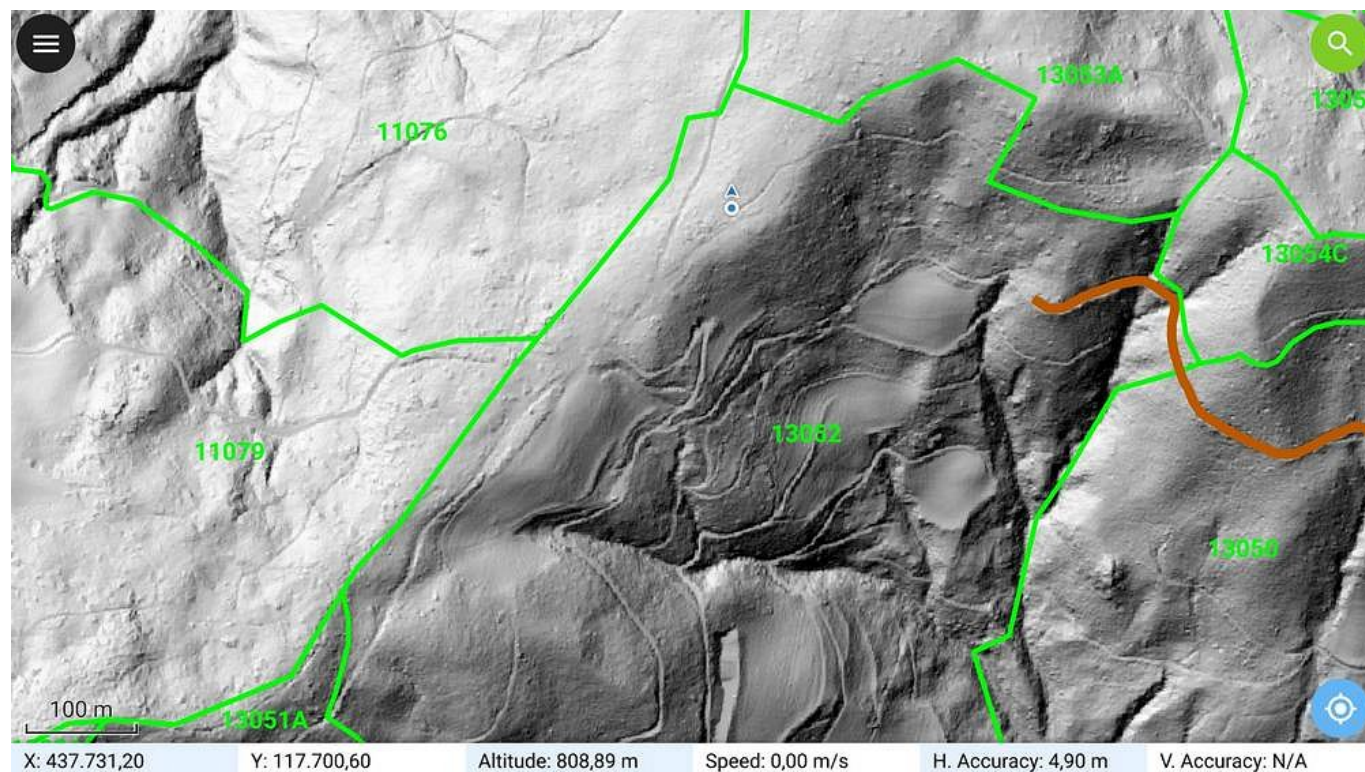 13053A
1305
11076
13054C
13052
11079
13050
100 m
13051A
X: 437.731,20 Y: 117.700,60 Altitude: 808,89 m Speed: 0,00 m/s H. Accuracy: 4,90 m V. Accuracy: N/A